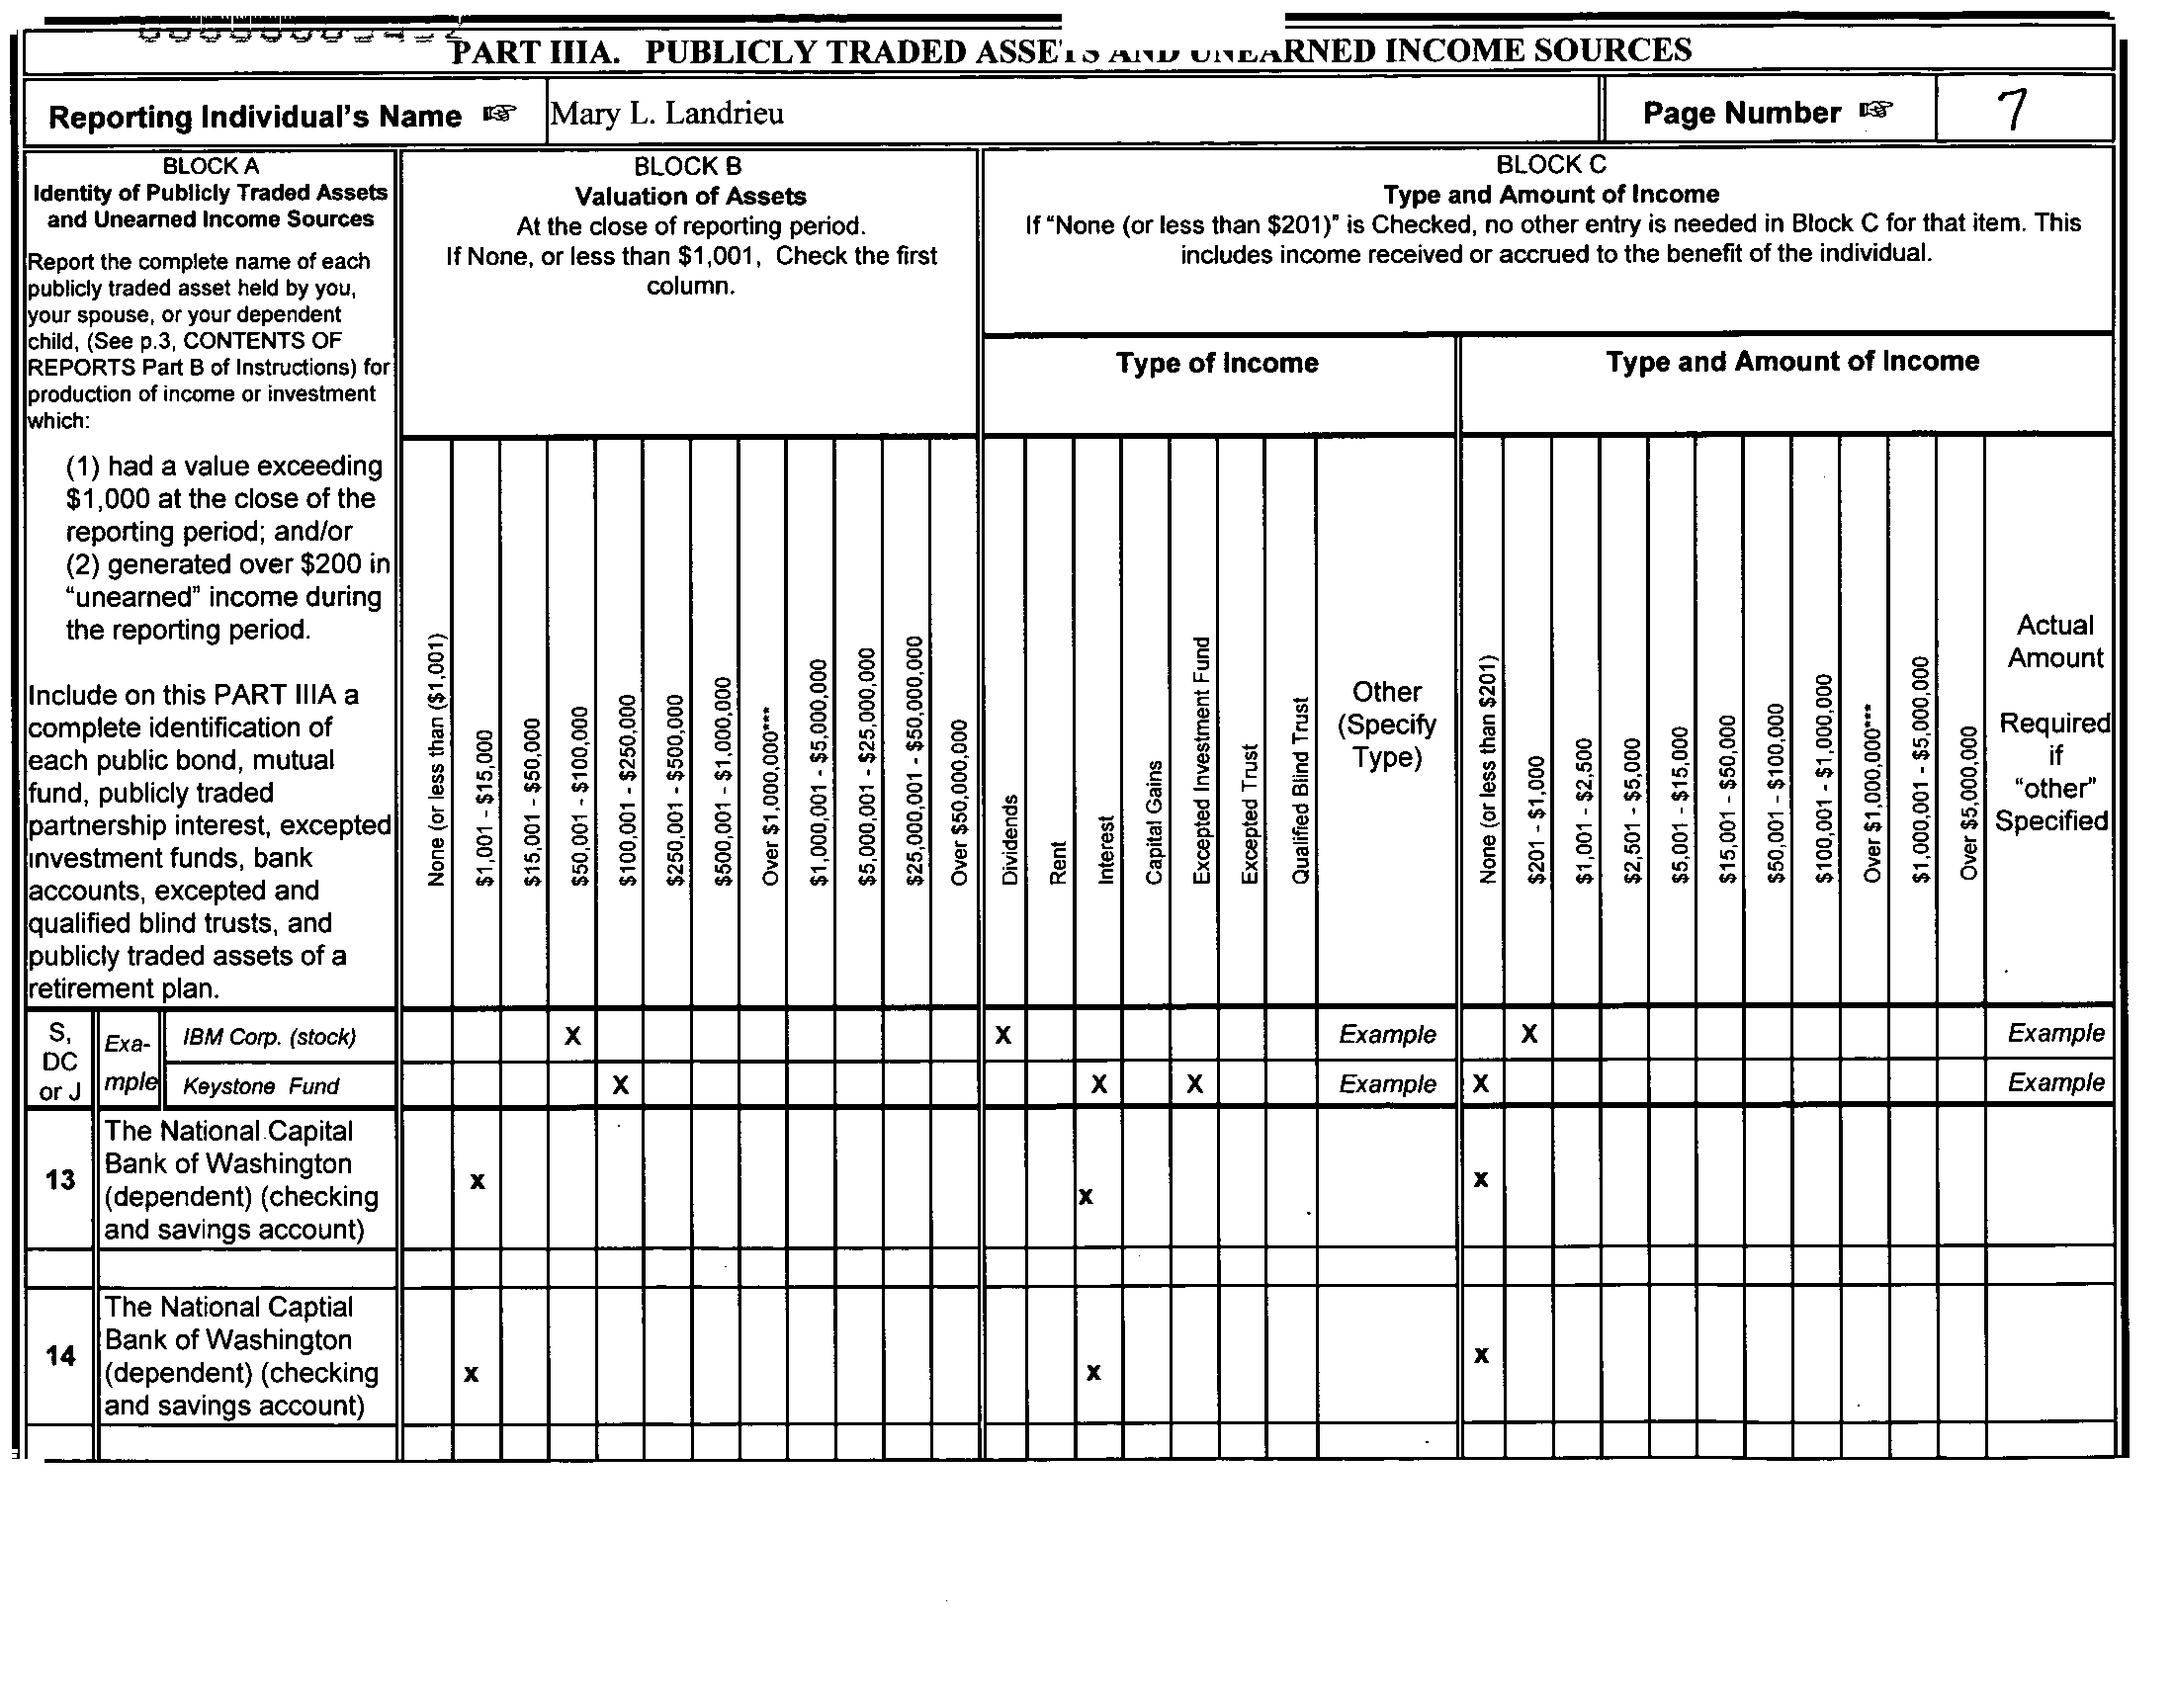 PART IIIA. PUBLICLY TRADED ASSETS AND UNEARNED INCOME SOURCES
Reporting Individual's Name ☞ Mary L. Landrieu Page Number ☞ 7
BLOCK A
Identity of Publicly Traded Assets
and Unearned Income Sources
Report the complete name of each
publicly traded asset held by you,
your spouse, or your dependent
child, (See p.3, CONTENTS OF
REPORTS Part B of Instructions) for
production of income or investment
which:
(1) had a value exceeding
$1,000 at the close of the
reporting period; and/or
(2) generated over $200 in
“unearned” income during
the reporting period.
Include on this PART IIIA a
complete identification of
each public bond, mutual
fund, publicly traded
partnership interest, excepted
investment funds, bank
accounts, excepted and
qualified blind trusts, and
publicly traded assets of a
retirement plan.
BLOCK B
Valuation of Assets
At the close of reporting period.
If None, or less than $1,001, Check the first
column.
None (or less than ($1,001)
$1,001 - $15,000
$15,001 - $50,000
$50,001 - $100,000
$100,001 - $250,000
$250,001 - $500,000
$500,001 - $1,000,000
Over $1,000,000***
$1,000,001 - $5,000,000
$5,000,001 - $25,000,000
$25,000,001 - $50,000,000
Over $50,000,000
BLOCK C
Type and Amount of Income
If “None (or less than $201)” is Checked, no other entry is needed in Block C for that item. This
includes income received or accrued to the benefit of the individual.
Type of Income
Dividends
Rent
Interest
Capital Gains
Excepted Investment Fund
Excepted Trust
Qualified Blind Trust
Other
(Specify
Type)
Type and Amount of Income
None (or less than $201)
$201 - $1,000
$1,001 - $2,500
$2,501 - $5,000
$5,001 - $15,000
$15,001 - $50,000
$50,001 - $100,000
$100,001 - $1,000,000
Over $1,000,000***
$1,000,001 - $5,000,000
Over $5,000,000
Actual
Amount
Required
if
“other”
Specified
S,
DC
or J
Exa-
mple
IBM Corp. (stock) X X Example X Example
Keystone Fund X X X Example X Example
13
The National Capital
Bank of Washington
(dependent) (checking
and savings account)
x x x
14
The National Captial
Bank of Washington
(dependent) (checking
and savings account)
x x x